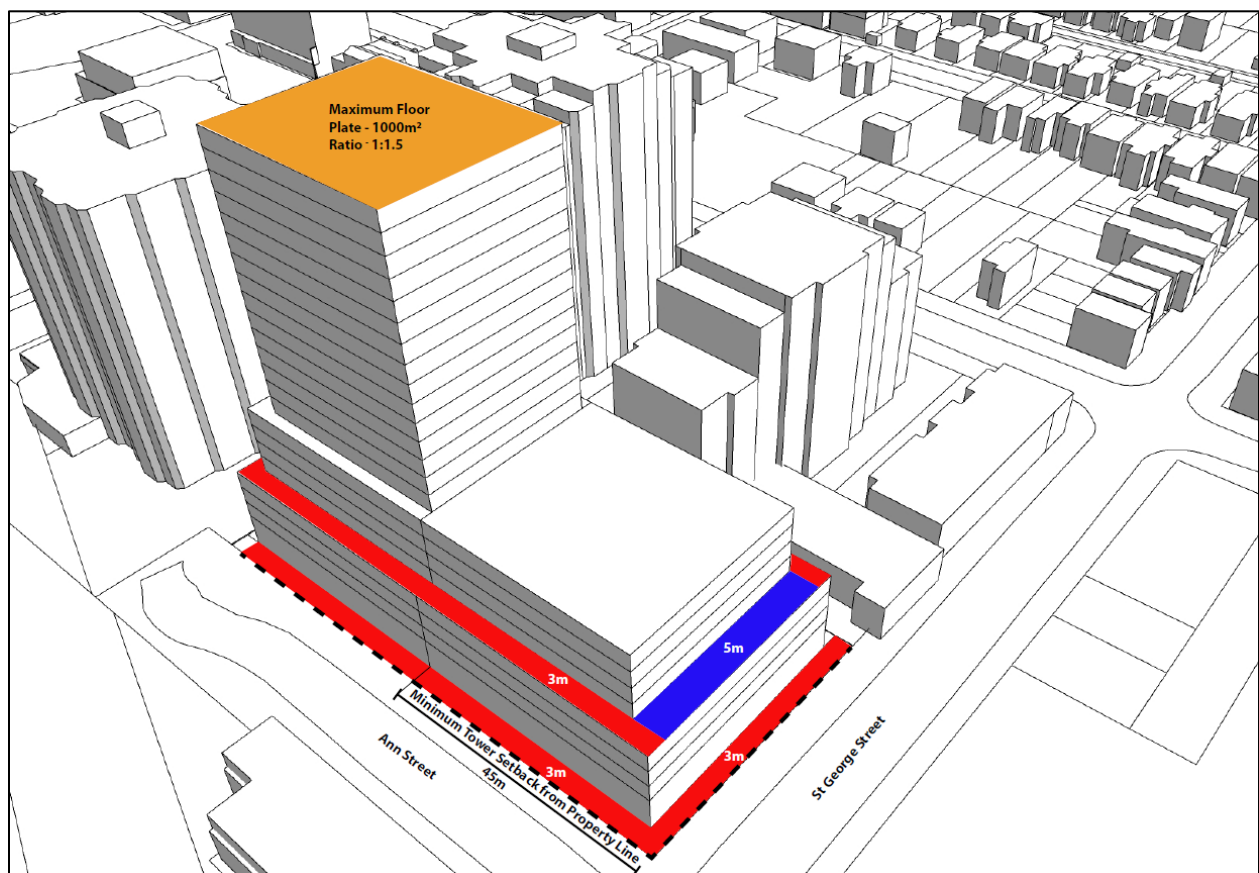 Maximum Floor
Plate - 1000m²
Ratio - 1:1.5
5m
3m
Minimum Tower Setback from Property Line
3m
3m
45m
Ann Street
St George Street